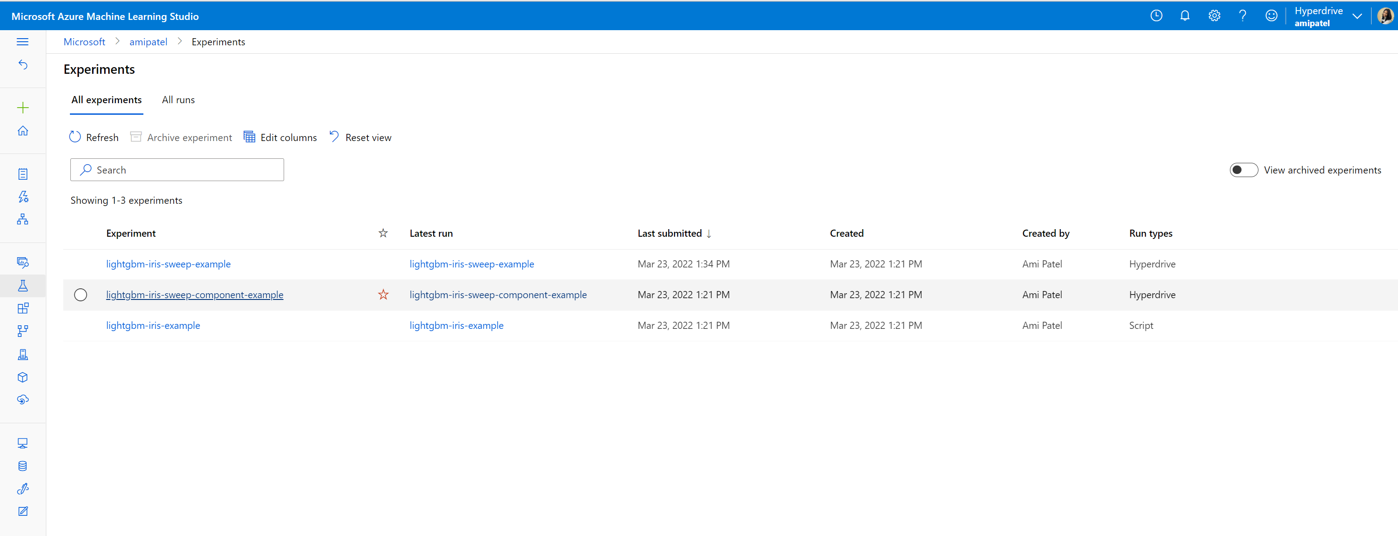 Microsoft Azure Machine Learning Studio
Hyperdrive
amipatel
Microsoft > amipatel > Experiments
Experiments
All experiments All runs
Refresh Archive experiment Edit columns Reset view
Search
View archived experiments
Showing 1-3 experiments
Experiment Latest run Last submitted ↓ Created Created by Run types
lightgbm-iris-sweep-example lightgbm-iris-sweep-example Mar 23, 2022 1:34 PM Mar 23, 2022 1:21 PM Ami Patel Hyperdrive
lightgbm-iris-sweep-component-example lightgbm-iris-sweep-component-example Mar 23, 2022 1:21 PM Mar 23, 2022 1:21 PM Ami Patel Hyperdrive
lightgbm-iris-example lightgbm-iris-example Mar 23, 2022 1:21 PM Mar 23, 2022 1:21 PM Ami Patel Script